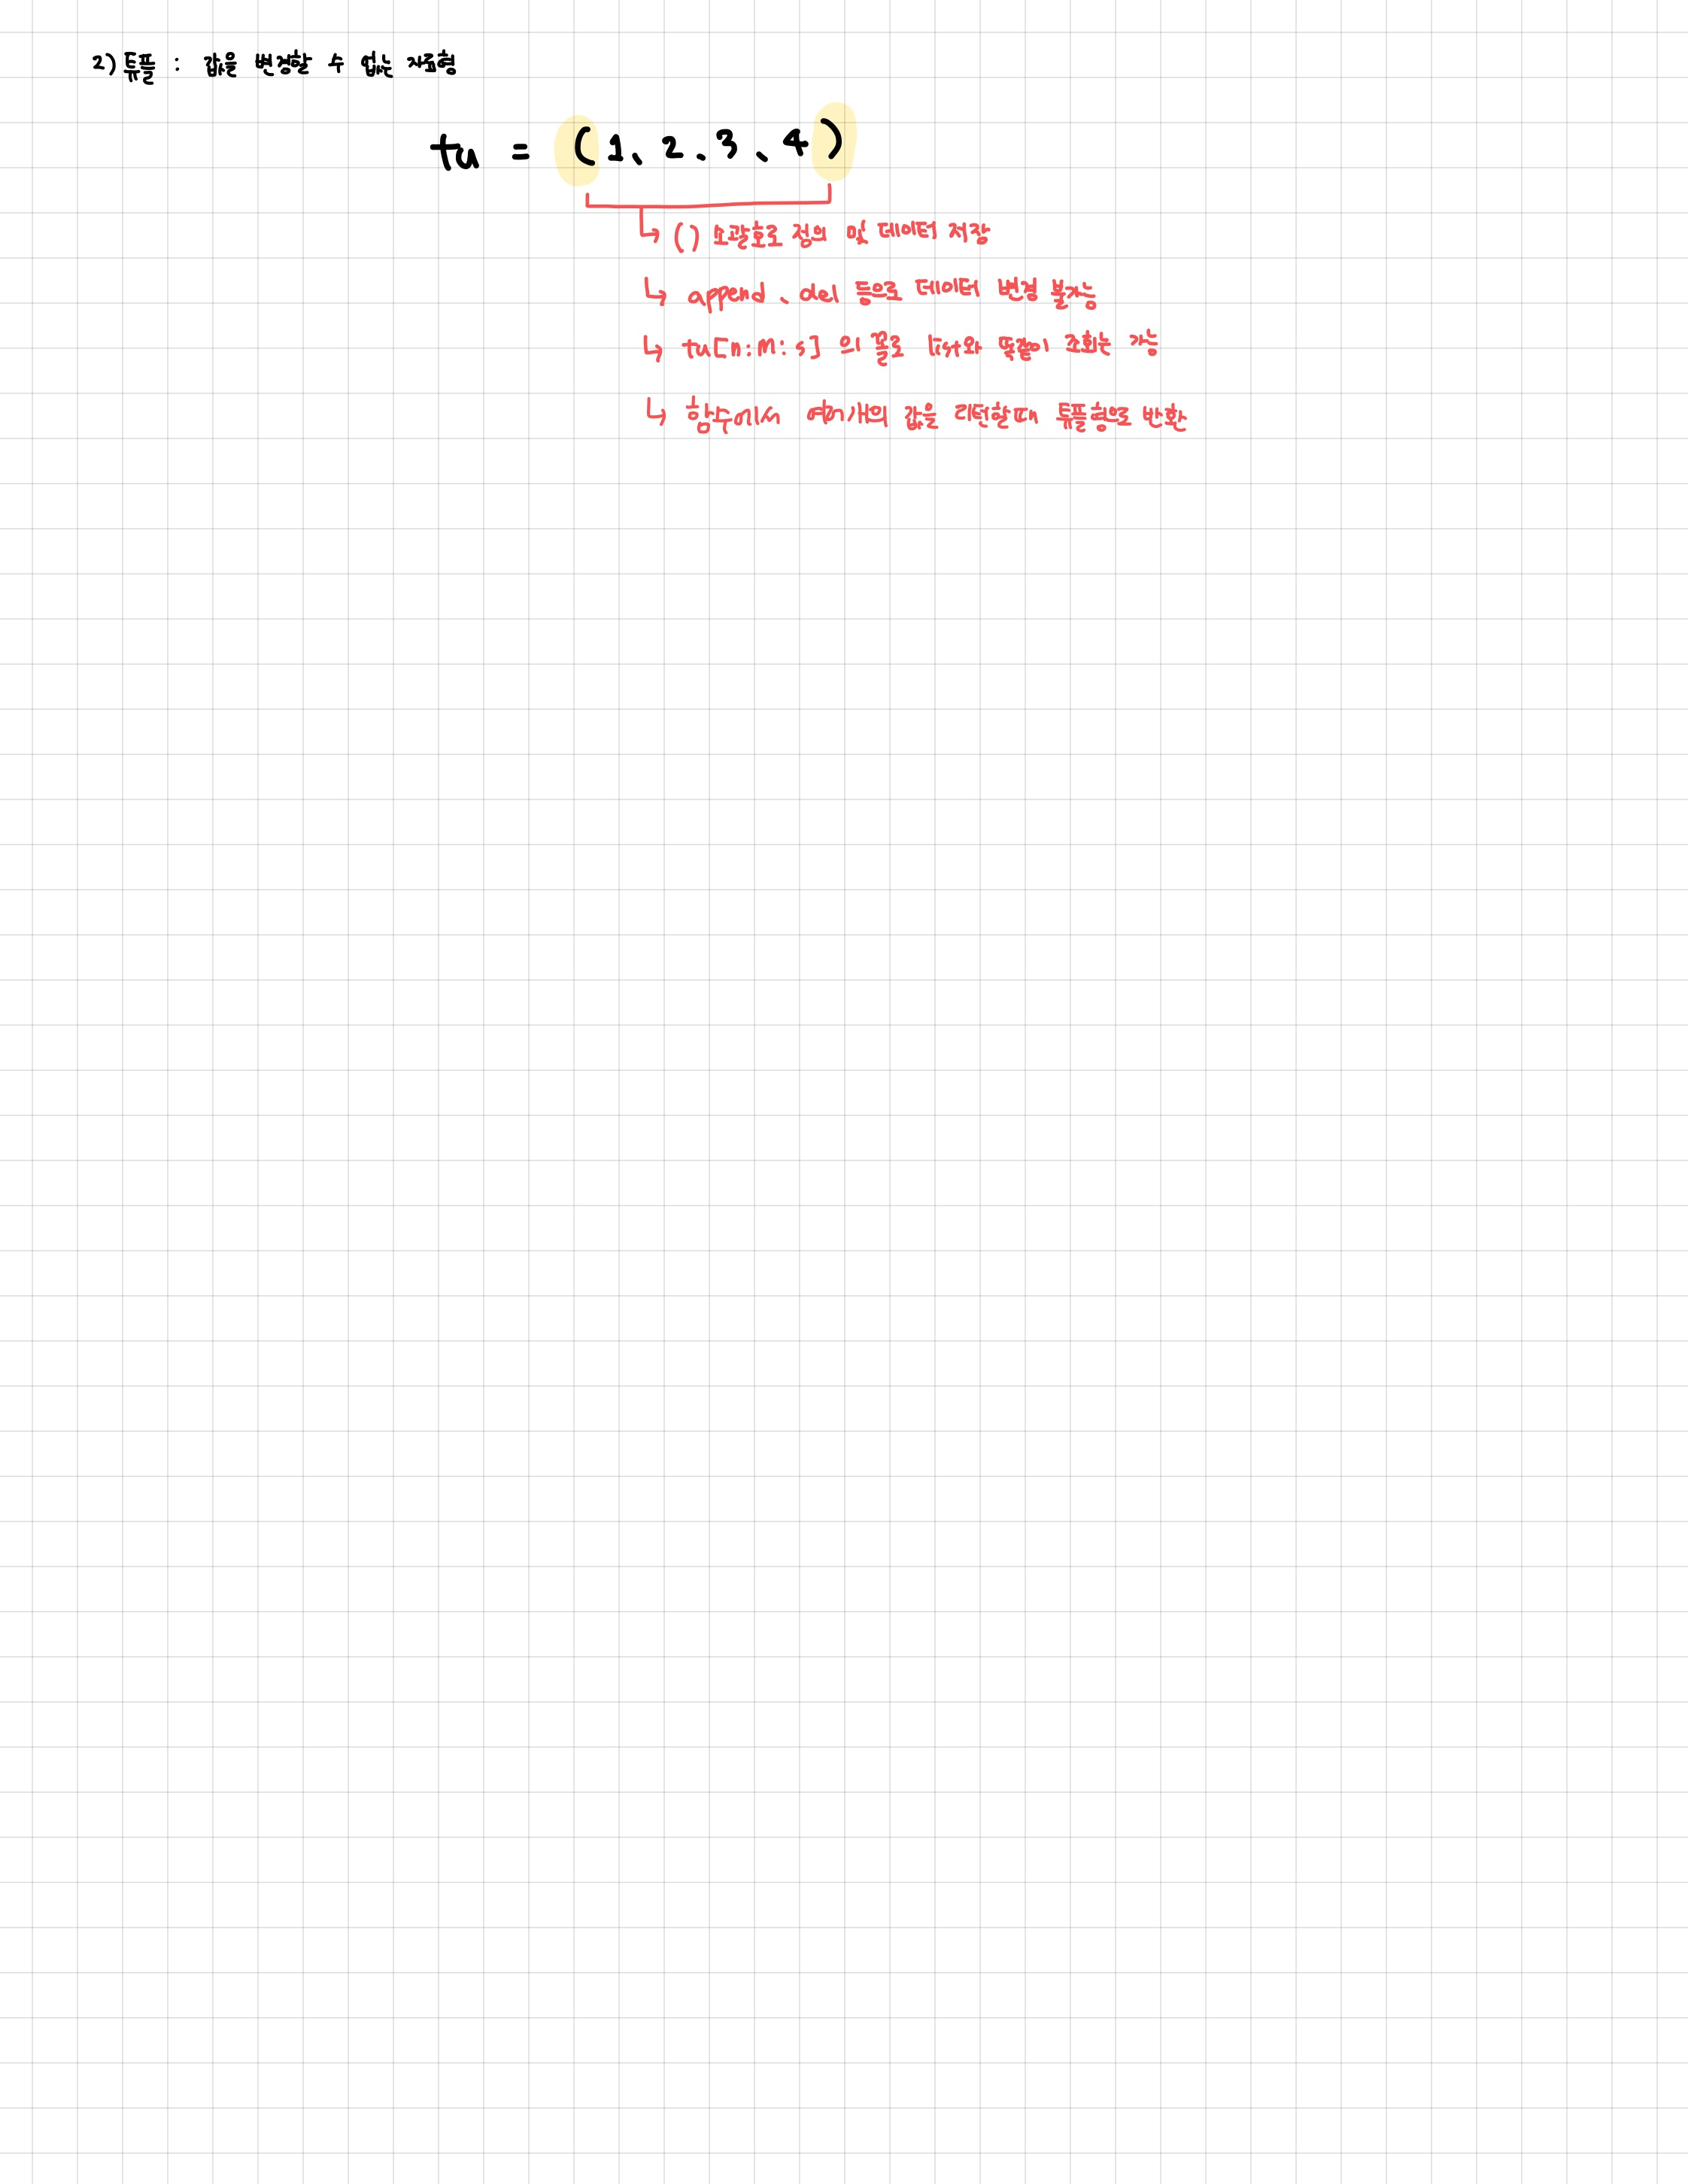 2) 튜플 : 값을 변경할 수 없는 자료형
tu = (1, 2, 3, 4)
↳ () 소괄호로 정의 및 데이터 저장
↳ append, del 등으로 데이터 변경 불가능
↳ tu[n:m:s] 의 꼴로 list와 똑같이 조회는 가능
↳ 함수에서 여러개의 값을 리턴할때 튜플형으로 반환